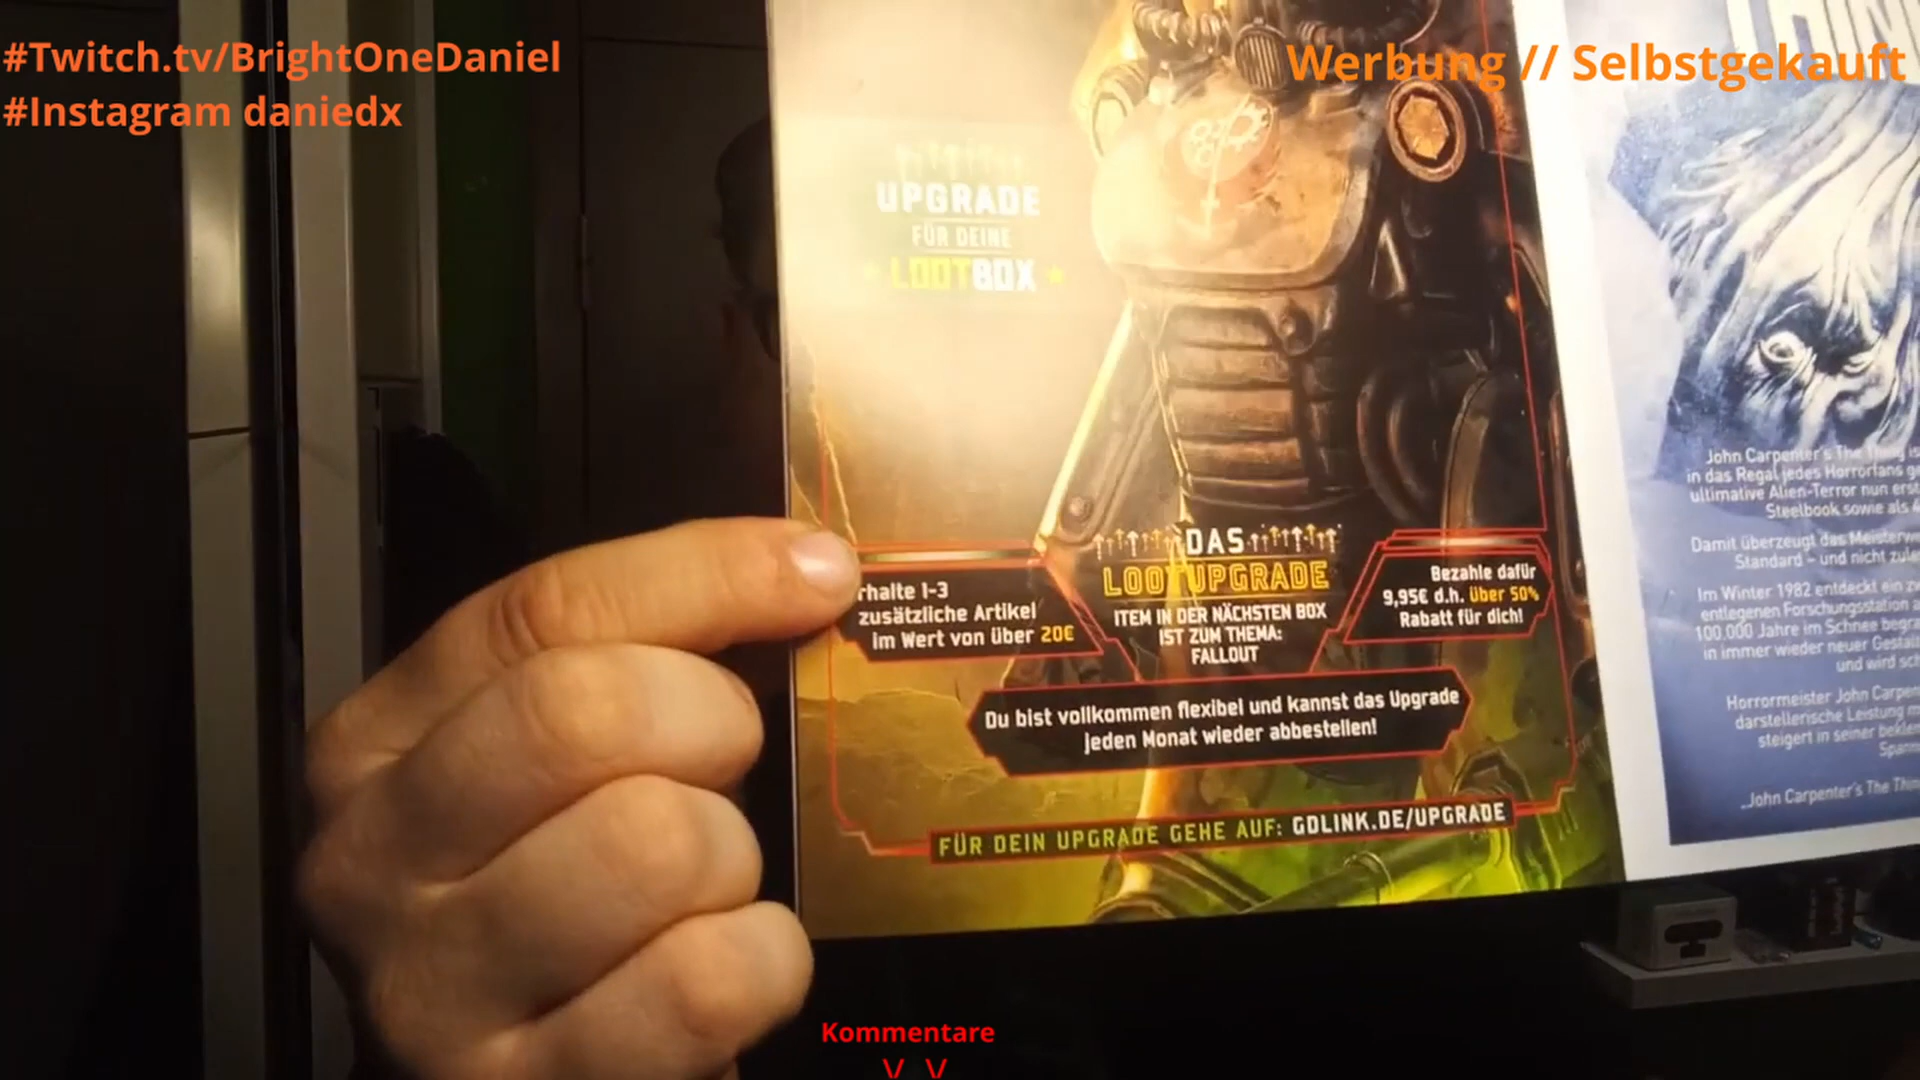 #Twitch.tv/BrightOneDaniel
#Instagram daniedx
Werbung // Selbstgekauft
UPGRADE
FÜR DEINE
LOOTBOX
DAS
LOOTUPGRADE
ITEM IN DER NÄCHSTEN BOX
IST ZUM THEMA:
FALLOUT
rhalte 1-3
zusätzliche Artikel
im Wert von über 20€
Bezahle dafür
9,95€ d.h. über 50%
Rabatt für dich!
Du bist vollkommen flexibel und kannst das Upgrade
jeden Monat wieder abbestellen!
FÜR DEIN UPGRADE GEHE AUF: GDLINK.DE/UPGRADE
THIN
John Carpenter's The Thing is
in das Regal jedes Horrorfans
ultimative Alien-Terror nun erst
Steelbook sowie als
Damit überzeugt das
Standard – und nicht
Im Winter 1982 entdeckt ein
entlegenen Forschungsstation
100.000 Jahre im Schnee
in immer wieder neuer
und wird
Horrormeister John
darstellerische Leistung
steigert in seiner
„John Carpenter's The
Kommentare
\/ \/